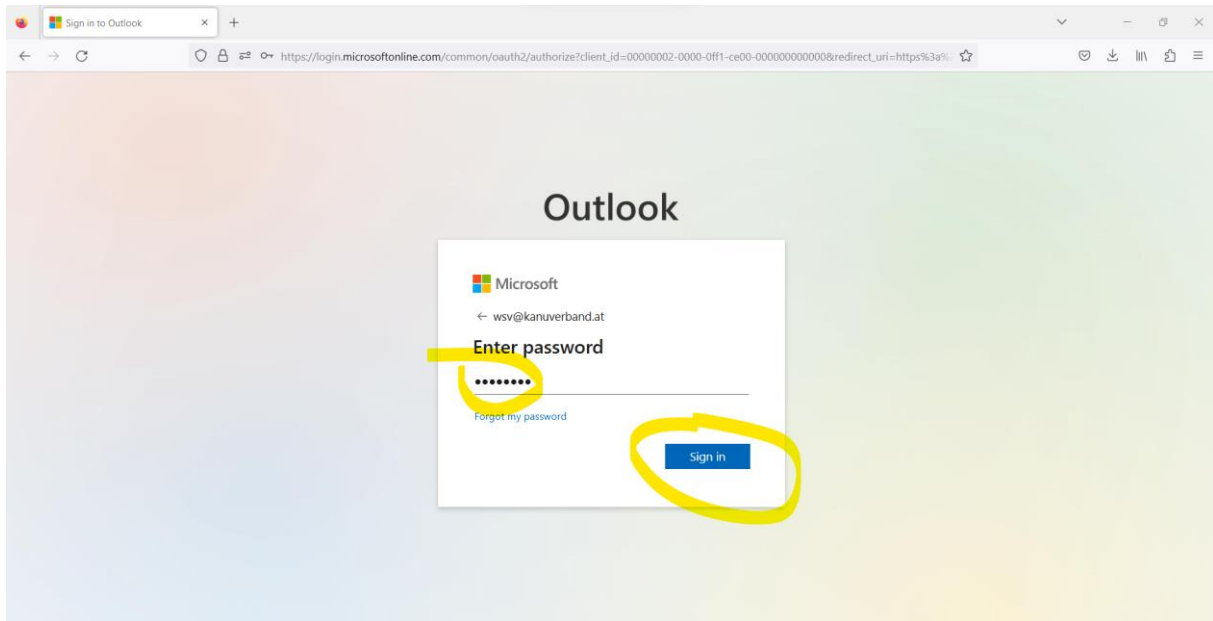 Sign in to Outlook
https://login.microsoftonline.com/common/oauth2/authorize?client_id=00000002-0000-0ff1-ce00-000000000000&redirect_uri=https%3a%
Outlook
Microsoft
← wsv@kanuverband.at
Enter password
••••••••
Forgot my password
Sign in